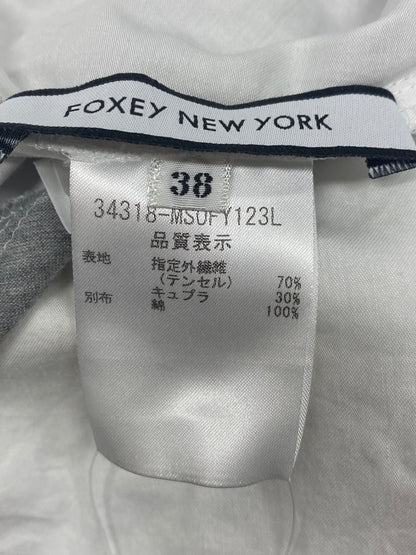 FOXEY NEW YORK
38
34318-MSOFY123L
品質表示
表地 指定外繊維
(テンセル) 70%
キュプラ 30%
別布 綿 100%